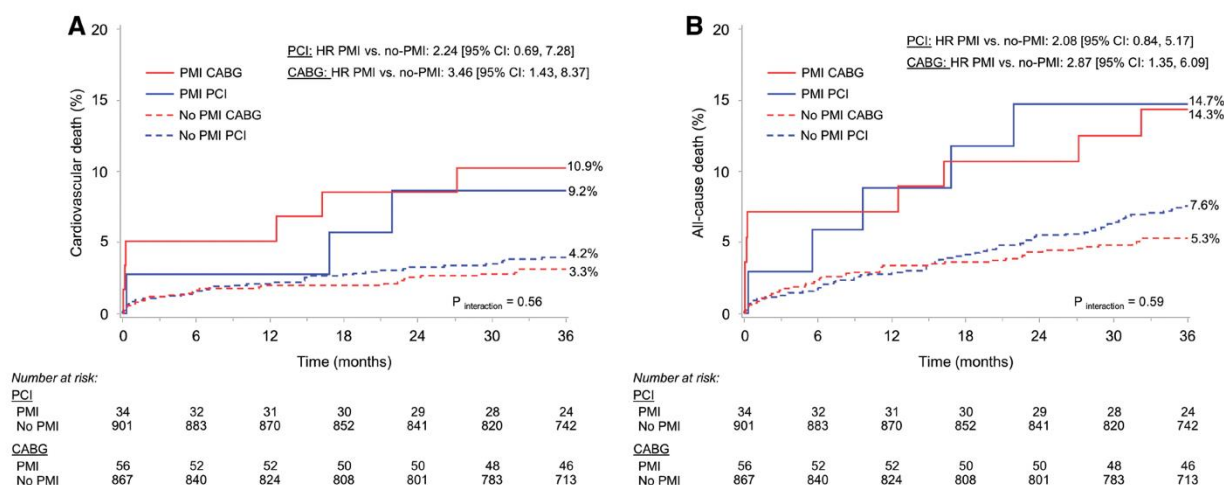 A
PCI: HR PMI vs. no-PMI: 2.24 [95% CI: 0.69, 7.28]
CABG: HR PMI vs. no-PMI: 3.46 [95% CI: 1.43, 8.37]
PMI CABG
PMI PCI
No PMI CABG
No PMI PCI
Cardiovascular death (%)
20
15
10
5
0
10.9%
9.2%
4.2%
3.3%
P interaction = 0.56
0 6 12 18 24 30 36
Time (months)
Number at risk:
PCI
PMI 34 32 31 30 29 28 24
No PMI 901 883 870 852 841 820 742
CABG
PMI 56 52 52 50 50 48 46
No PMI 867 840 824 808 801 783 713
B
PCI: HR PMI vs. no-PMI: 2.08 [95% CI: 0.84, 5.17]
CABG: HR PMI vs. no-PMI: 2.87 [95% CI: 1.35, 6.09]
PMI CABG
PMI PCI
No PMI CABG
No PMI PCI
All-cause death (%)
20
15
10
5
0
14.7%
14.3%
7.6%
5.3%
P interaction = 0.59
0 6 12 18 24 30 36
Time (months)
Number at risk:
PCI
PMI 34 32 31 30 29 28 24
No PMI 901 883 870 852 841 820 742
CABG
PMI 56 52 52 50 50 48 46
No PMI 867 840 824 808 801 783 713